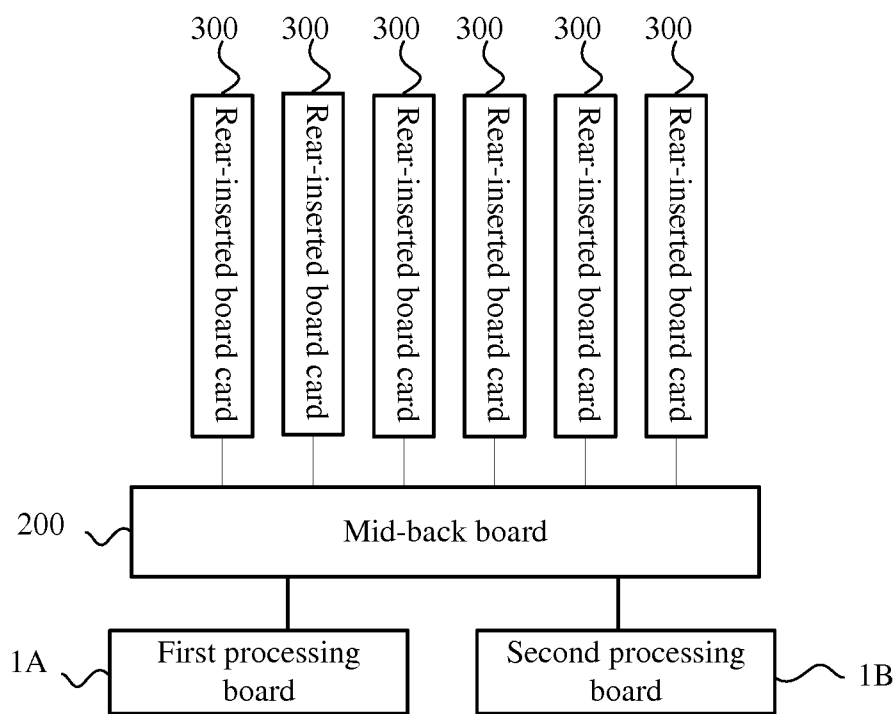 300 300 300 300 300 300
Rear-inserted board card
Rear-inserted board card
Rear-inserted board card
Rear-inserted board card
Rear-inserted board card
Rear-inserted board card
200
Mid-back board
1A
First processing
board
Second processing
board
1B